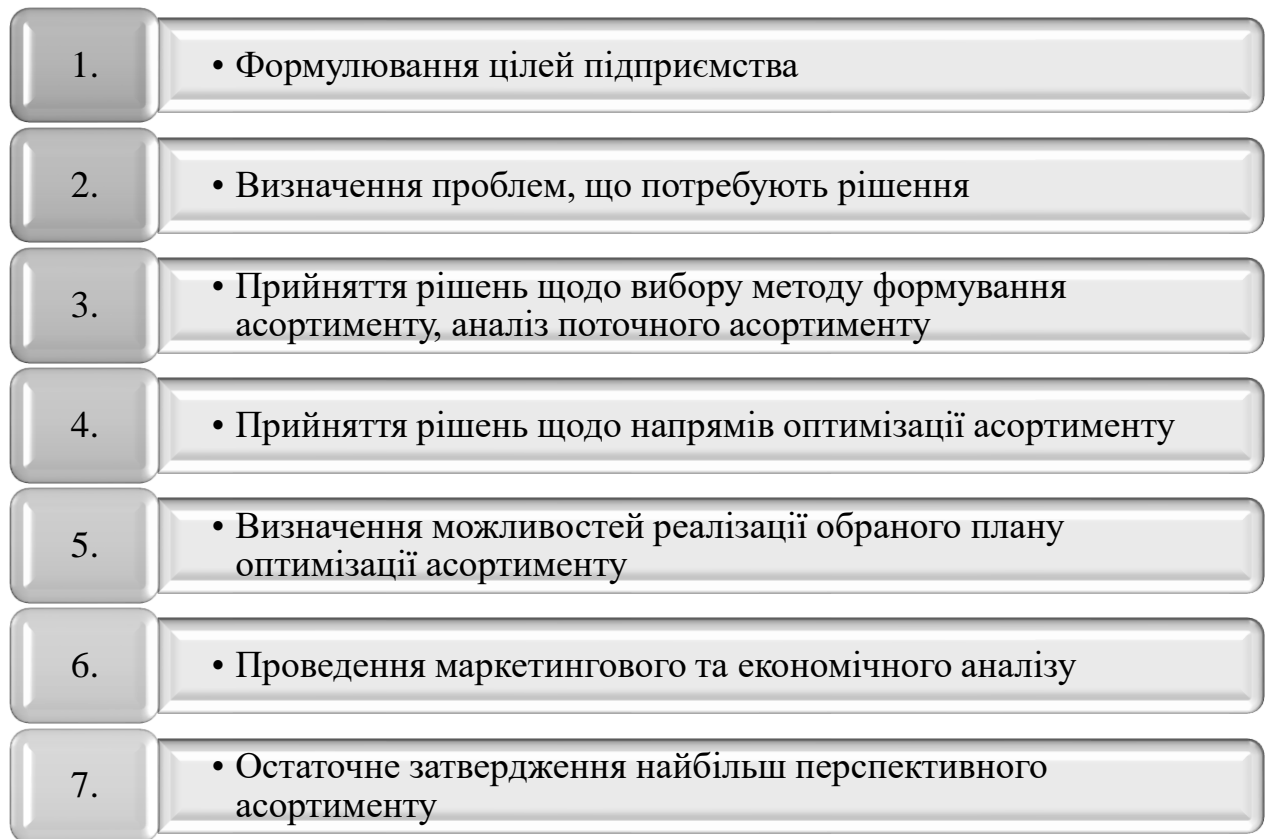 1.
• Формулювання цілей підприємства
2.
• Визначення проблем, що потребують рішення
3.
• Прийняття рішень щодо вибору методу формування
асортименту, аналіз поточного асортименту
4.
• Прийняття рішень щодо напрямів оптимізації асортименту
5.
• Визначення можливостей реалізації обраного плану
оптимізації асортименту
6.
• Проведення маркетингового та економічного аналізу
7.
• Остаточне затвердження найбільш перспективного
асортименту